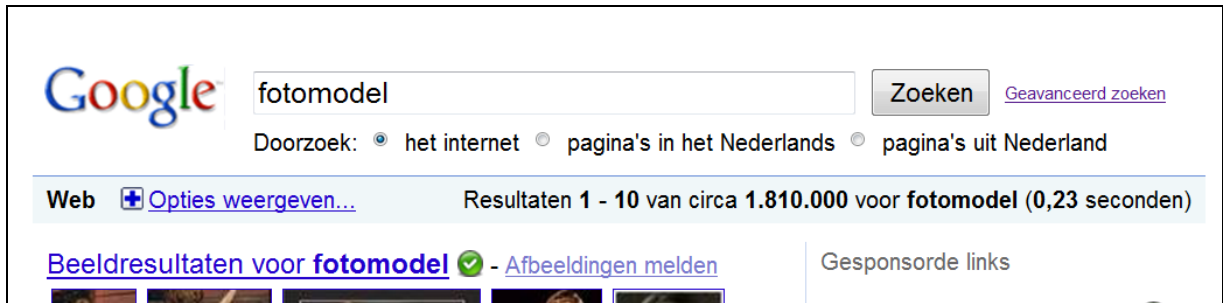 Google fotomodel Zoeken Geavanceerd zoeken
Doorzoek: het internet pagina's in het Nederlands pagina's uit Nederland
Web Opties weergeven... Resultaten 1 - 10 van circa 1.810.000 voor fotomodel (0,23 seconden)
Beeldresultaten voor fotomodel - Afbeeldingen melden Gesponsorde links